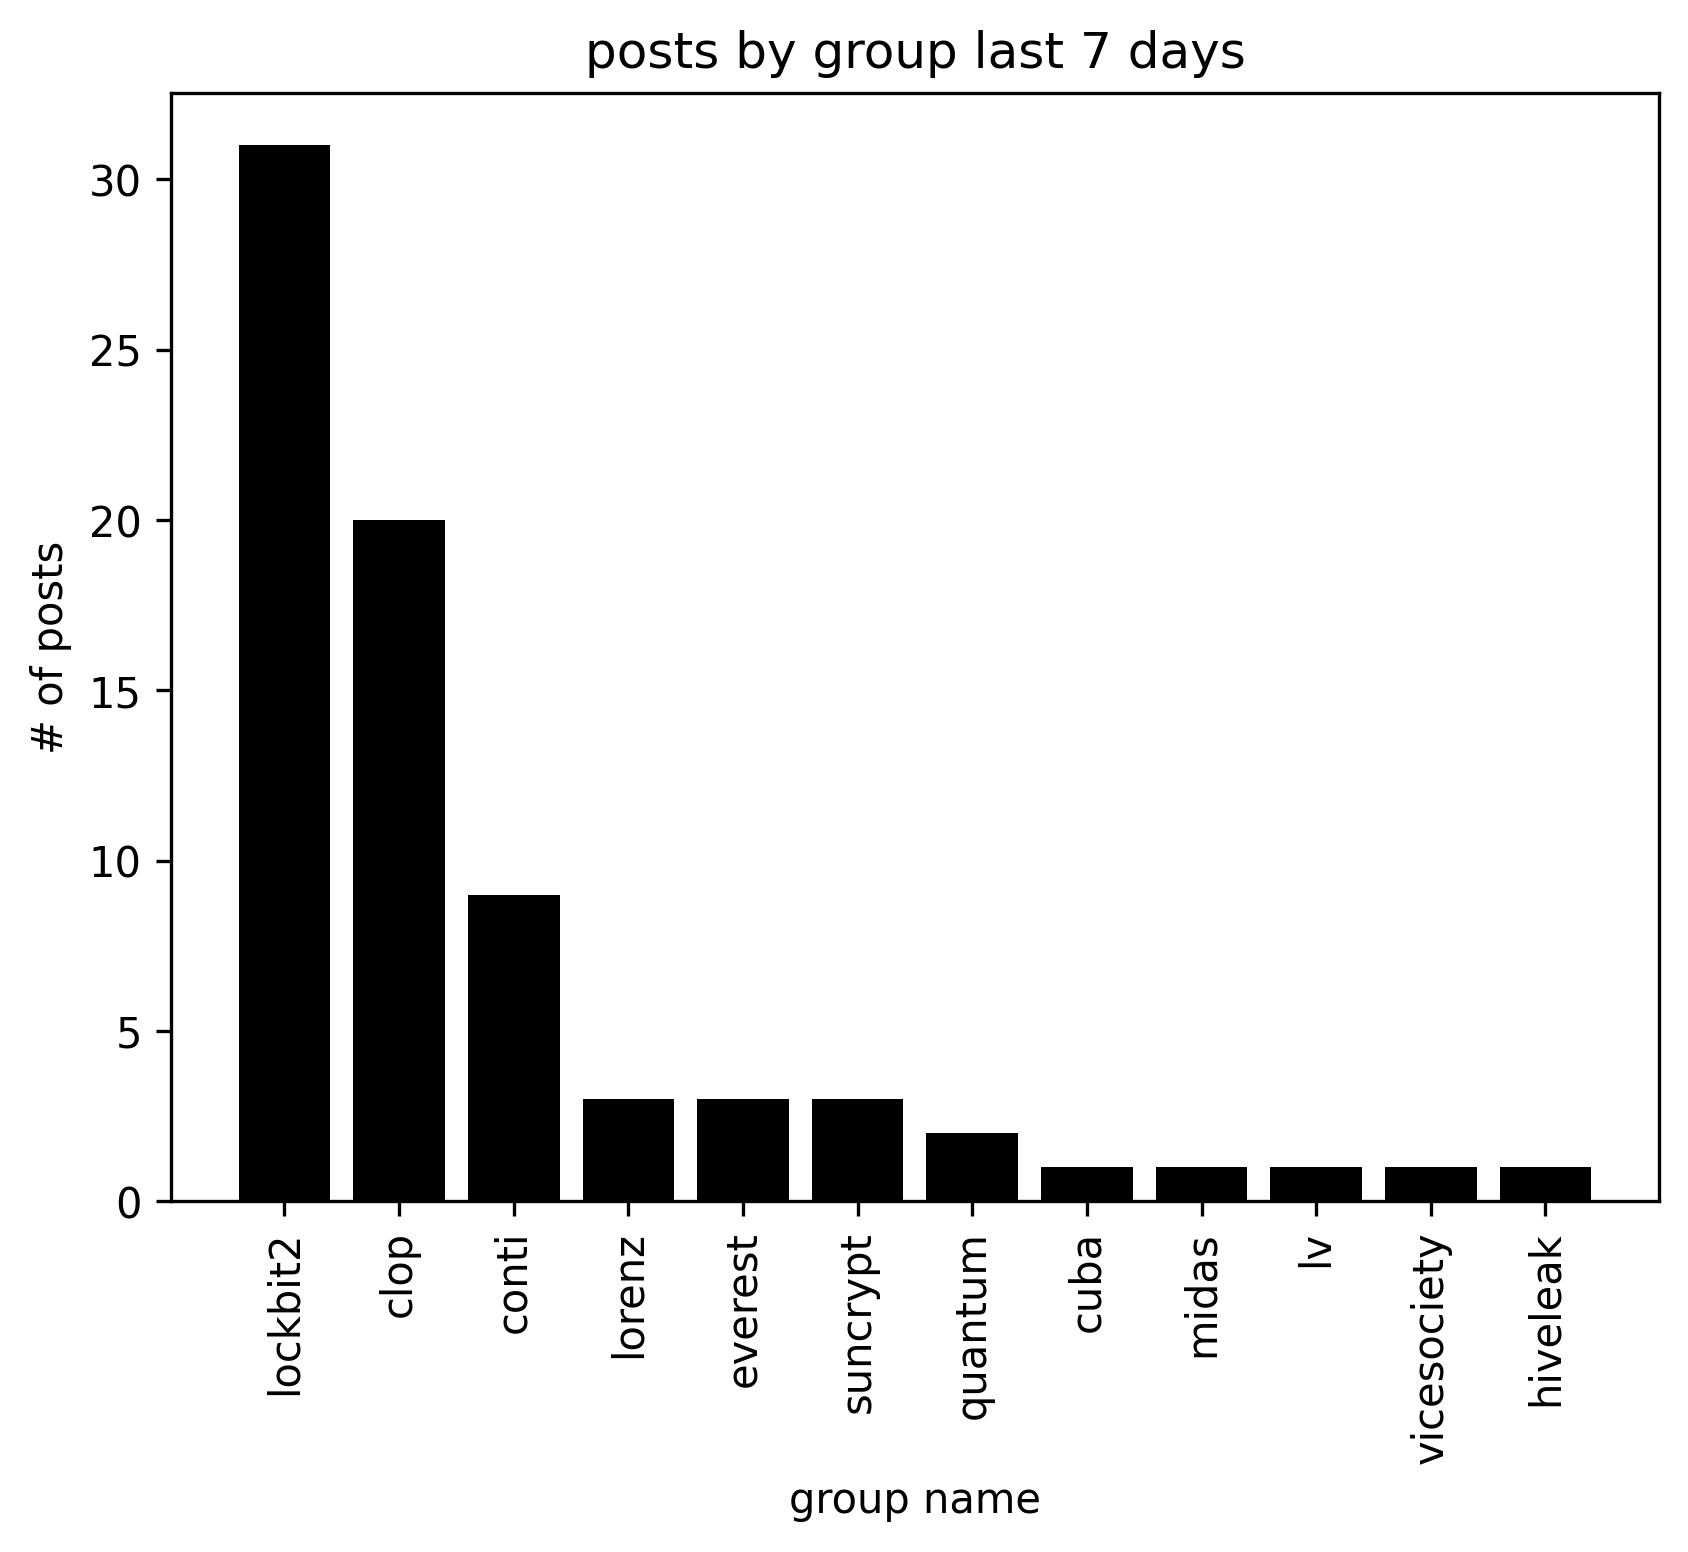 posts by group last 7 days
# of posts
30
25
20
15
10
5
0
lockbit2
clop
conti
lorenz
everest
suncrypt
quantum
cuba
midas
lv
vicesociety
hiveleak
group name